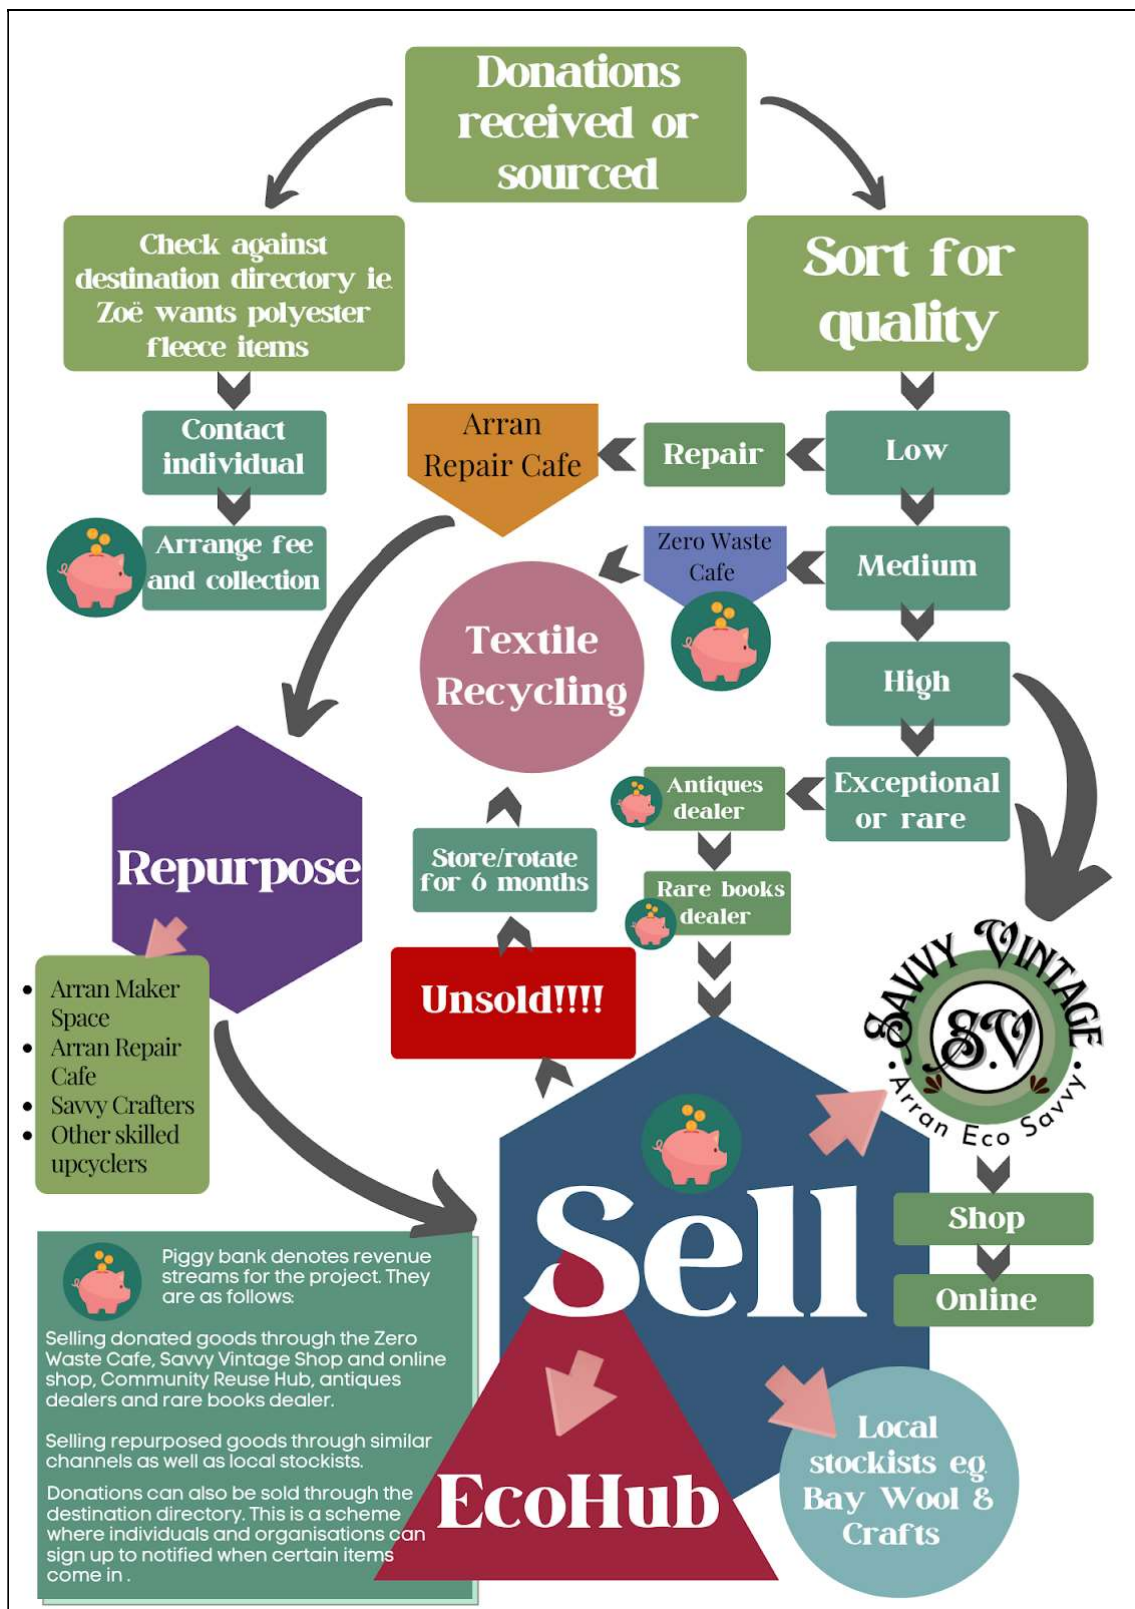 Donations
received or
sourced
Check against
destination directory ie.
Zoë wants polyester
fleece items
Sort for
quality
Contact
individual
Arran
Repair Cafe
Repair
Low
Arrange fee
and collection
Zero Waste
Cafe
Medium
Textile
Recycling
High
Antiques
dealer
Exceptional
or rare
Repurpose
Store/rotate
for 6 months
Rare books
dealer
Unsold!!!!
SAVVY VINTAGE
S.V
• Arran Eco Savvy •
• Arran Maker
Space
• Arran Repair
Cafe
• Savvy Crafters
• Other skilled
upcyclers
Sell
Shop
Online
Piggy bank denotes revenue
streams for the project. They
are as follows:
Selling donated goods through the Zero
Waste Cafe, Savvy Vintage Shop and online
shop, Community Reuse Hub, antiques
dealers and rare books dealer.
Selling repurposed goods through similar
channels as well as local stockists.
Donations can also be sold through the
destination directory. This is a scheme
where individuals and organisations can
sign up to notified when certain items
come in .
EcoHub
Local
stockists eg.
Bay Wool &
Crafts